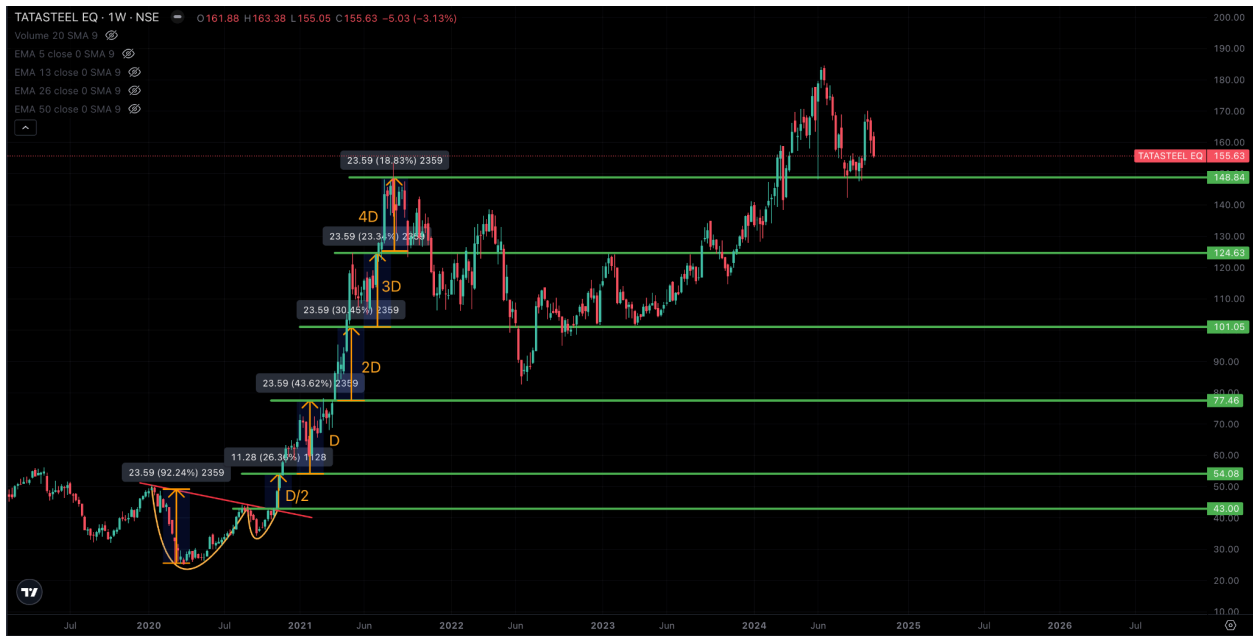 TATASTEEL EQ · 1W · NSE O161.88 H163.38 L155.05 C155.63 −5.03 (−3.13%)
Volume 20 SMA 9
EMA 5 close 0 SMA 9
EMA 13 close 0 SMA 9
EMA 26 close 0 SMA 9
EMA 50 close 0 SMA 9
200.00
190.00
180.00
170.00
160.00
TATASTEEL EQ 155.63
23.59 (18.83%) 2359
148.84
140.00
4D
130.00
23.59 (23.34%) 2359
124.63
120.00
3D
110.00
23.59 (30.45%) 2359
101.05
90.00
2D
23.59 (43.62%) 2359
77.46
70.00
D
60.00
11.28 (26.36%) 1128
23.59 (92.24%) 2359
54.08
50.00
D/2
43.00
40.00
30.00
20.00
10.00
Jul 2020 Jul 2021 Jun 2022 Jun 2023 Jun 2024 Jul 2025 Jul 2026 Jul